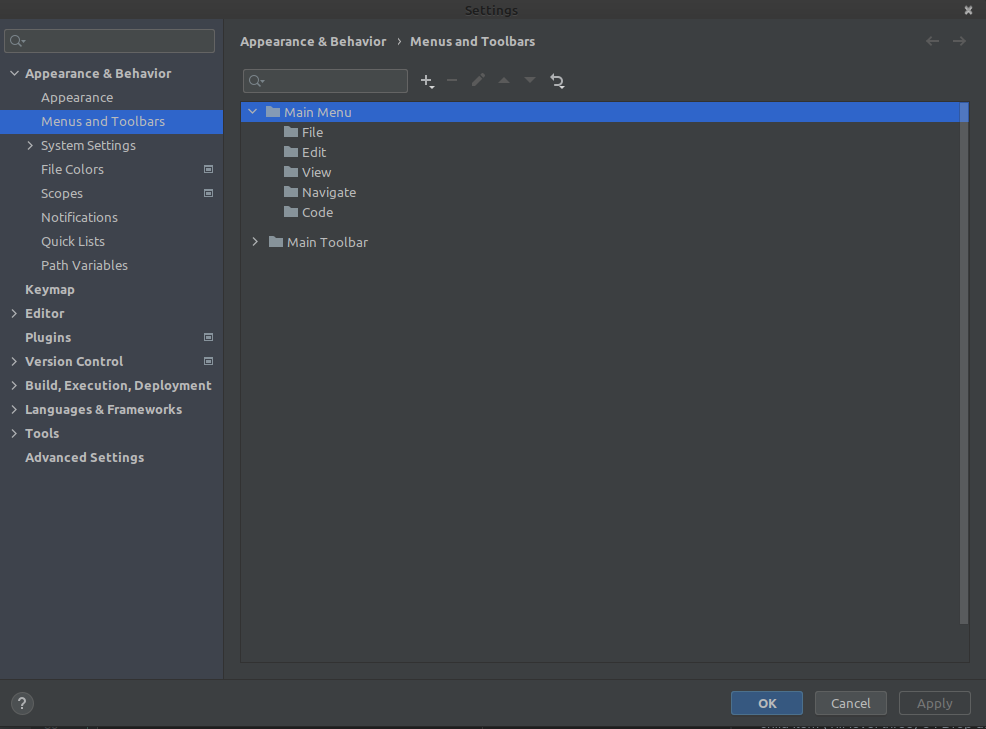 Settings
Appearance & Behavior
Appearance
Menus and Toolbars
System Settings
File Colors
Scopes
Notifications
Quick Lists
Path Variables
Keymap
Editor
Plugins
Version Control
Build, Execution, Deployment
Languages & Frameworks
Tools
Advanced Settings
Appearance & Behavior › Menus and Toolbars
Main Menu
File
Edit
View
Navigate
Code
Main Toolbar
?
OK
Cancel
Apply